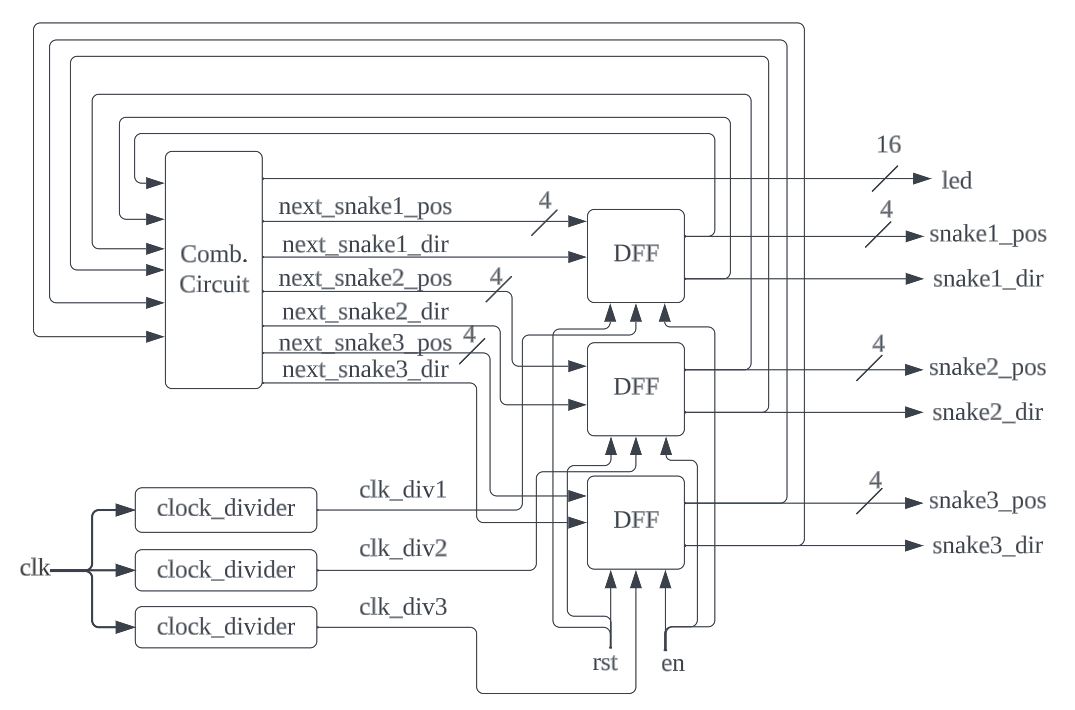 16
led
next_snake1_pos
4
4
snake1_pos
next_snake1_dir
DFF
Comb.
Circuit
snake1_dir
next_snake2_pos
4
next_snake2_dir
next_snake3_pos
4
4
snake2_pos
next_snake3_dir
DFF
snake2_dir
clk_div1
4
clock_divider
DFF
snake3_pos
snake3_dir
clk_div2
clk
clock_divider
clk_div3
clock_divider
rst
en